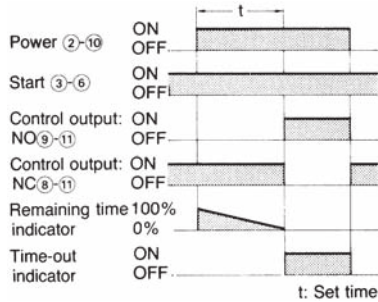 t
Power ②-⑩ ON
OFF
Start ③-⑥ ON
OFF
Control output: ON
NO⑨-⑪ OFF
Control output: ON
NC⑧-⑪ OFF
Remaining time 100%
indicator 0%
Time-out ON
indicator OFF
t: Set time